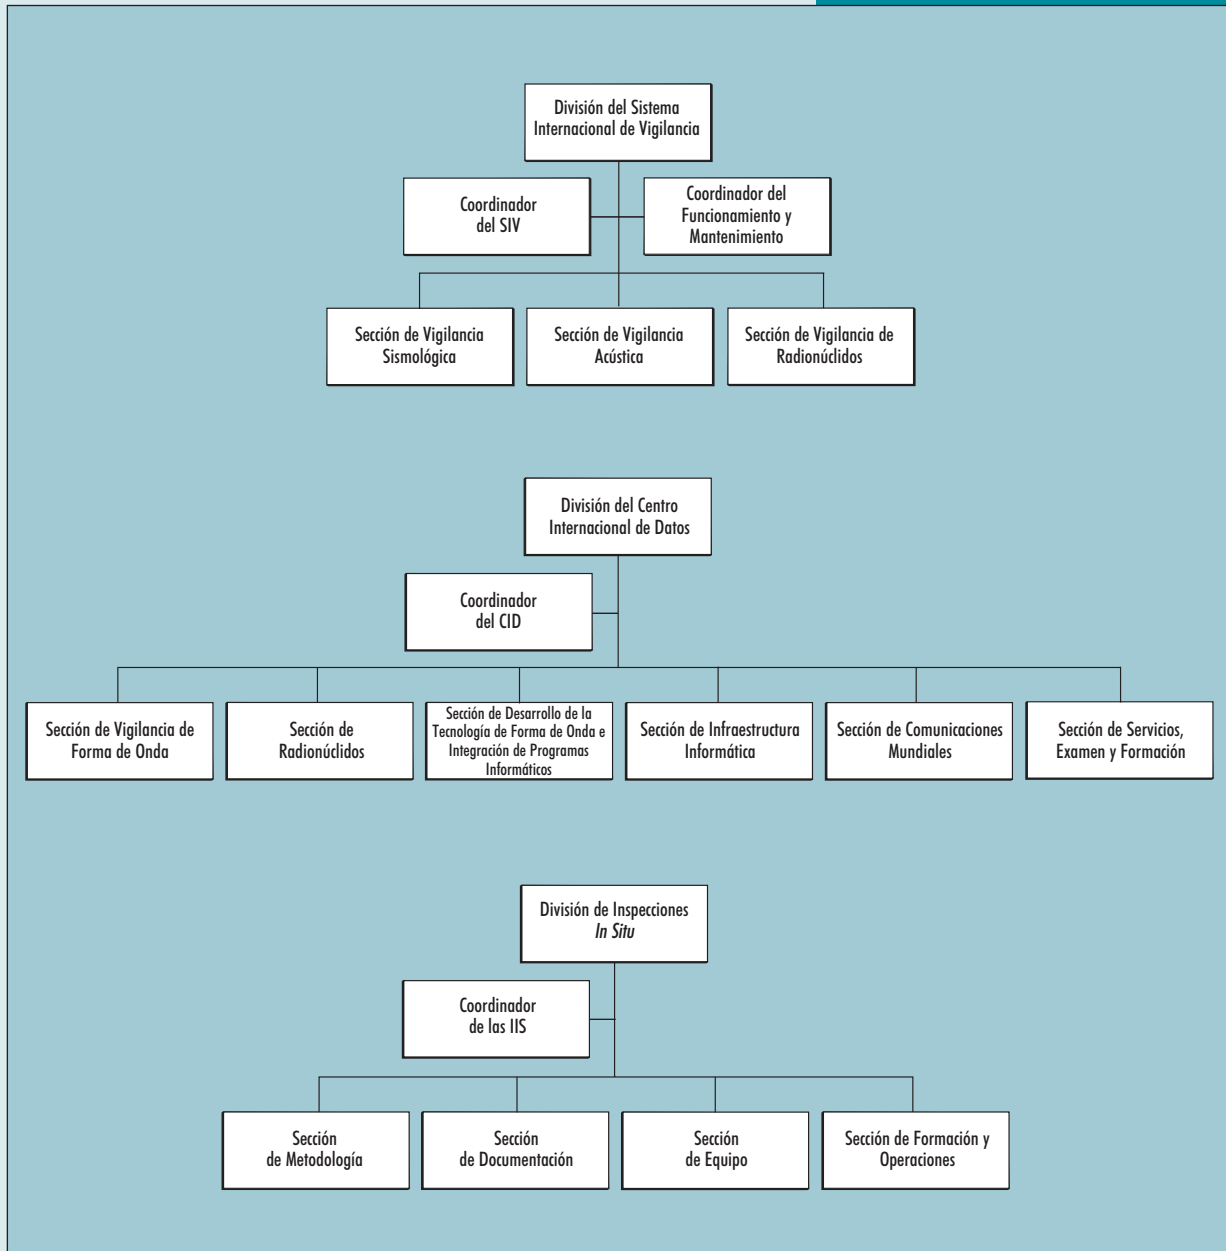 División del Sistema
Internacional de Vigilancia
Coordinador
del SIV
Coordinador del
Funcionamiento y
Mantenimiento
Sección de Vigilancia
Sismológica
Sección de Vigilancia
Acústica
Sección de Vigilancia de
Radionúclidos
División del Centro
Internacional de Datos
Coordinador
del CID
Sección de Vigilancia de
Forma de Onda
Sección de
Radionúclidos
Sección de Desarrollo de la
Tecnología de Forma de Onda e
Integración de Programas
Informáticos
Sección de Infraestructura
Informática
Sección de Comunicaciones
Mundiales
Sección de Servicios,
Examen y Formación
División de Inspecciones
In Situ
Coordinador
de las IIS
Sección
de Metodología
Sección
de Documentación
Sección
de Equipo
Sección de Formación y
Operaciones